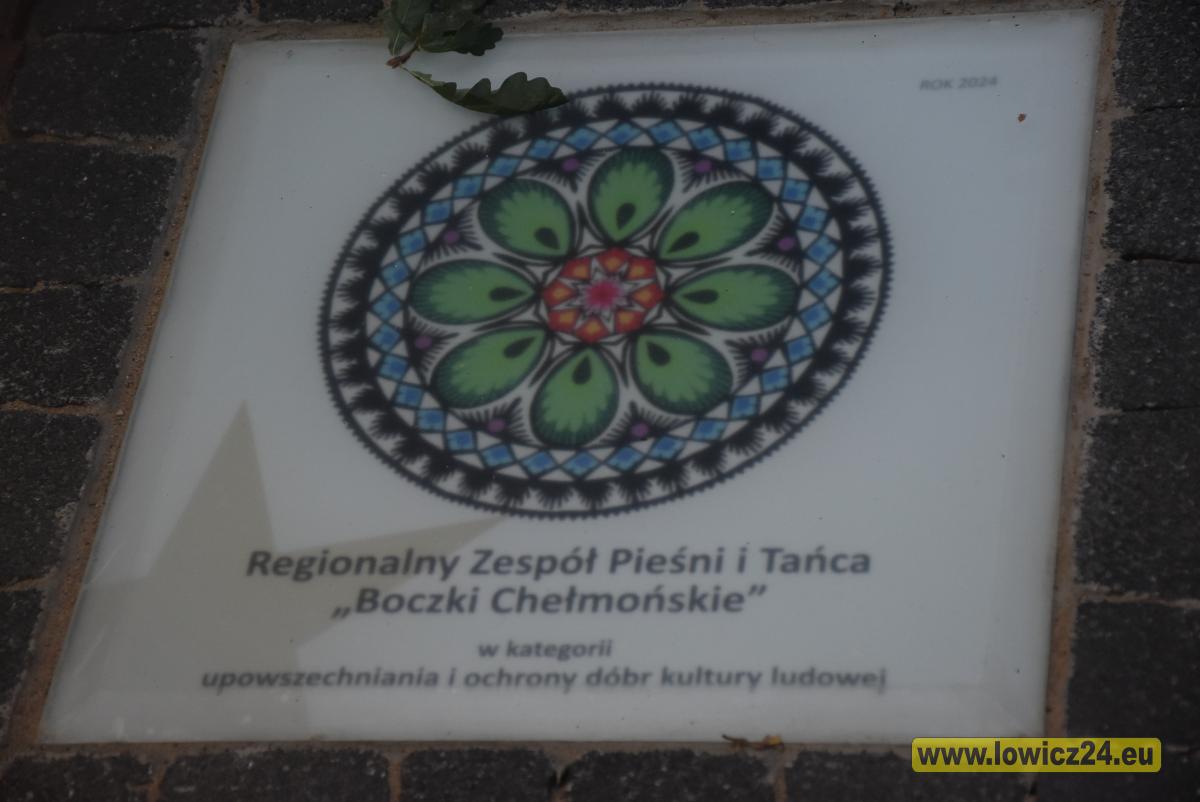 ROK 2024
Regionalny Zespół Pieśni i Tańca
„Boczki Chełmońskie”
w kategorii
upowszechniania i ochrony dóbr kultury ludowej
www.lowicz24.eu